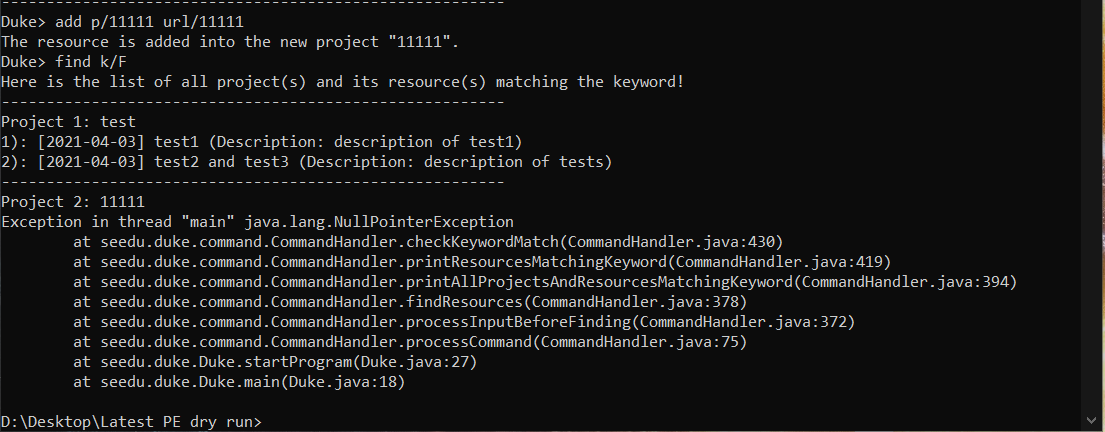 --------------------------------------------------------
Duke> add p/11111 url/11111
The resource is added into the new project "11111".
Duke> find k/F
Here is the list of all project(s) and its resource(s) matching the keyword!
--------------------------------------------------------
Project 1: test
1): [2021-04-03] test1 (Description: description of test1)
2): [2021-04-03] test2 and test3 (Description: description of tests)
--------------------------------------------------------
Project 2: 11111
Exception in thread "main" java.lang.NullPointerException
        at seedu.duke.command.CommandHandler.checkKeywordMatch(CommandHandler.java:430)
        at seedu.duke.command.CommandHandler.printResourcesMatchingKeyword(CommandHandler.java:419)
        at seedu.duke.command.CommandHandler.printAllProjectsAndResourcesMatchingKeyword(CommandHandler.java:394)
        at seedu.duke.command.CommandHandler.findResources(CommandHandler.java:378)
        at seedu.duke.command.CommandHandler.processInputBeforeFinding(CommandHandler.java:372)
        at seedu.duke.command.CommandHandler.processCommand(CommandHandler.java:75)
        at seedu.duke.Duke.startProgram(Duke.java:27)
        at seedu.duke.Duke.main(Duke.java:18)
D:\Desktop\Latest PE dry run>